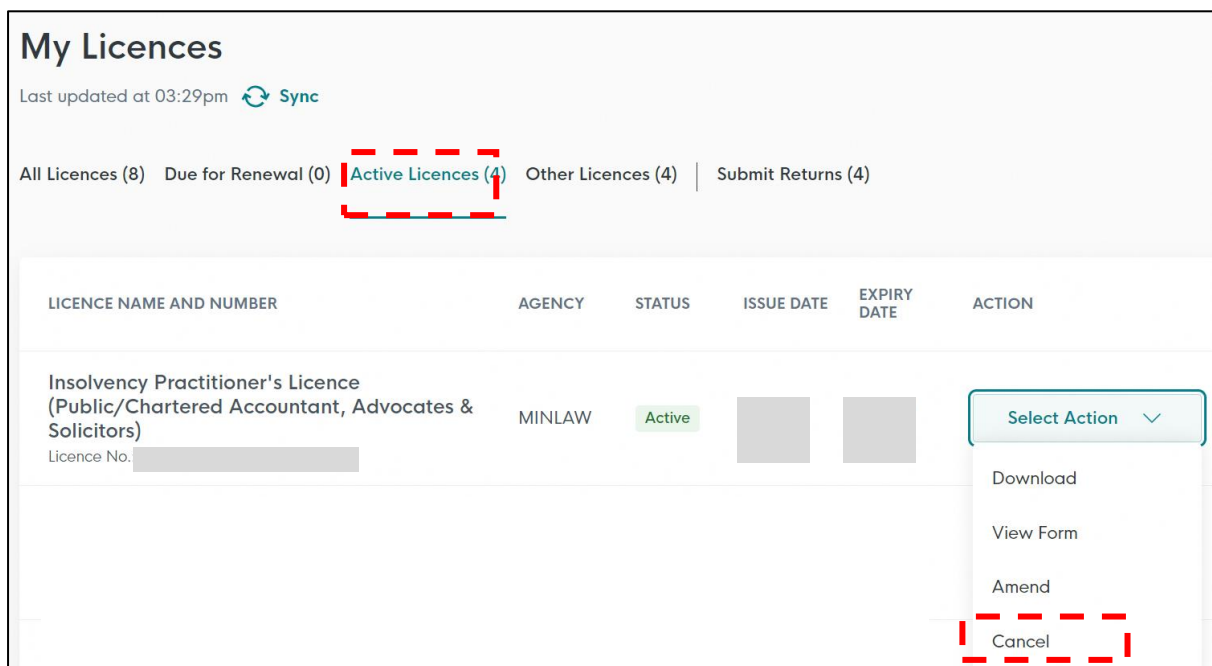 My Licences
Last updated at 03:29pm Sync
All Licences (8) Due for Renewal (0) Active Licences (4) Other Licences (4) Submit Returns (4)
LICENCE NAME AND NUMBER AGENCY STATUS ISSUE DATE EXPIRY DATE ACTION
Insolvency Practitioner's Licence
(Public/Chartered Accountant, Advocates &
Solicitors)
Licence No.
MINLAW Active Select Action
Download
View Form
Amend
Cancel